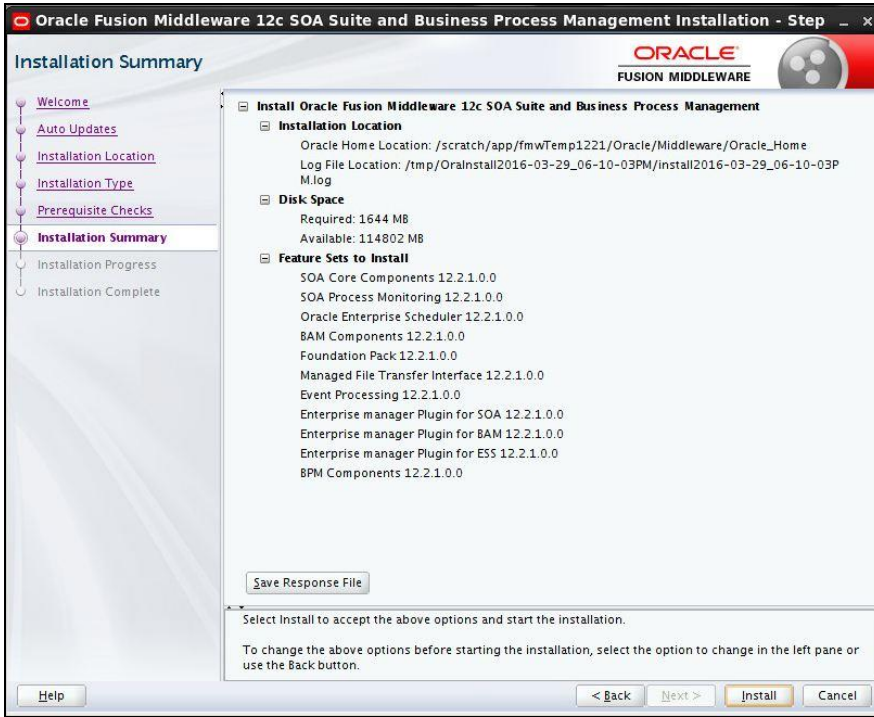 Oracle Fusion Middleware 12c SOA Suite and Business Process Management Installation - Step
Installation Summary
ORACLE
FUSION MIDDLEWARE
Welcome
Auto Updates
Installation Location
Installation Type
Prerequisite Checks
Installation Summary
Installation Progress
Installation Complete
Install Oracle Fusion Middleware 12c SOA Suite and Business Process Management
Installation Location
Oracle Home Location: /scratch/app/fmwTemp1221/Oracle/Middleware/Oracle_Home
Log File Location: /tmp/OraInstall2016-03-29_06-10-03PM/install2016-03-29_06-10-03P
M.log
Disk Space
Required: 1644 MB
Available: 114802 MB
Feature Sets to Install
SOA Core Components 12.2.1.0.0
SOA Process Monitoring 12.2.1.0.0
Oracle Enterprise Scheduler 12.2.1.0.0
BAM Components 12.2.1.0.0
Foundation Pack 12.2.1.0.0
Managed File Transfer Interface 12.2.1.0.0
Event Processing 12.2.1.0.0
Enterprise manager Plugin for SOA 12.2.1.0.0
Enterprise manager Plugin for BAM 12.2.1.0.0
Enterprise manager Plugin for ESS 12.2.1.0.0
BPM Components 12.2.1.0.0
Save Response File
Select Install to accept the above options and start the installation.
To change the above options before starting the installation, select the option to change in the left pane or
use the Back button.
Help
< Back
Next >
Install
Cancel